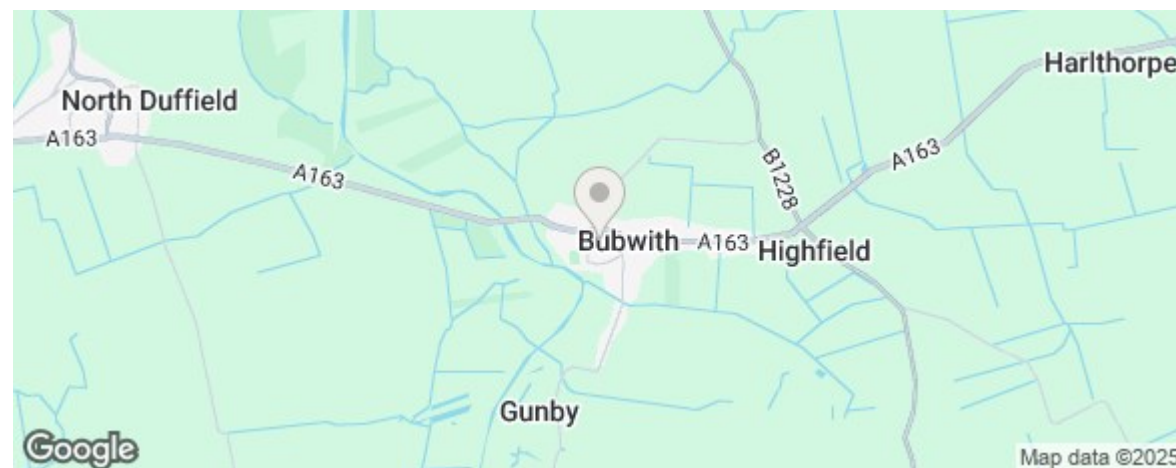 Harlthorpe
North Duffield
A163
A163
A163
B1228
Bubwith
A163
Highfield
Gunby
Google
Map data ©2025